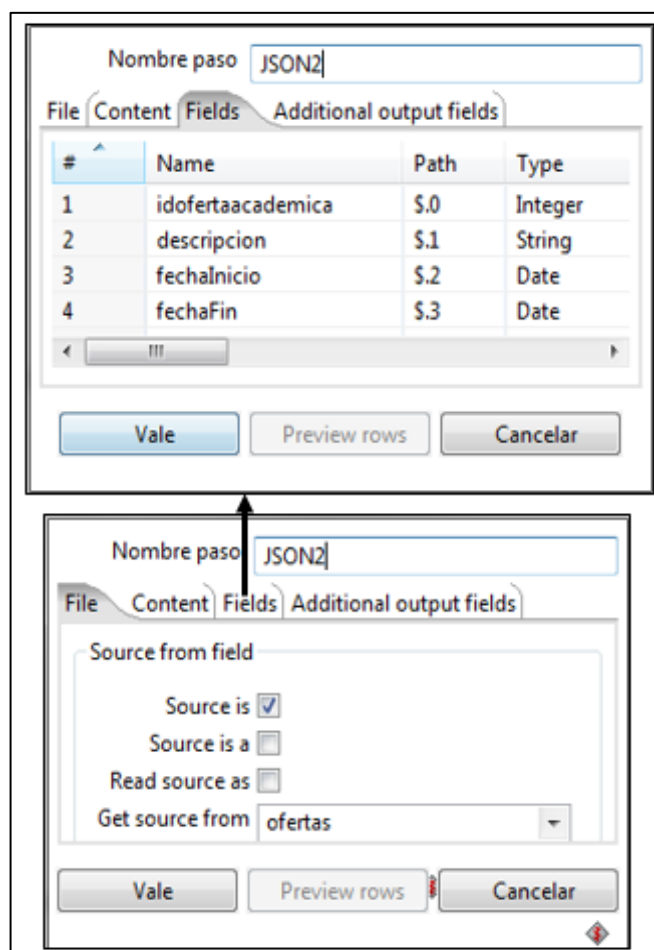 Nombre paso JSON2
File Content Fields Additional output fields
# Name Path Type
1 idofertaacademica $.0 Integer
2 descripcion $.1 String
3 fechaInicio $.2 Date
4 fechaFin $.3 Date
Vale Preview rows Cancelar
Nombre paso JSON2
File Content Fields Additional output fields
Source from field
Source is
Source is a
Read source as
Get source from ofertas
Vale Preview rows Cancelar